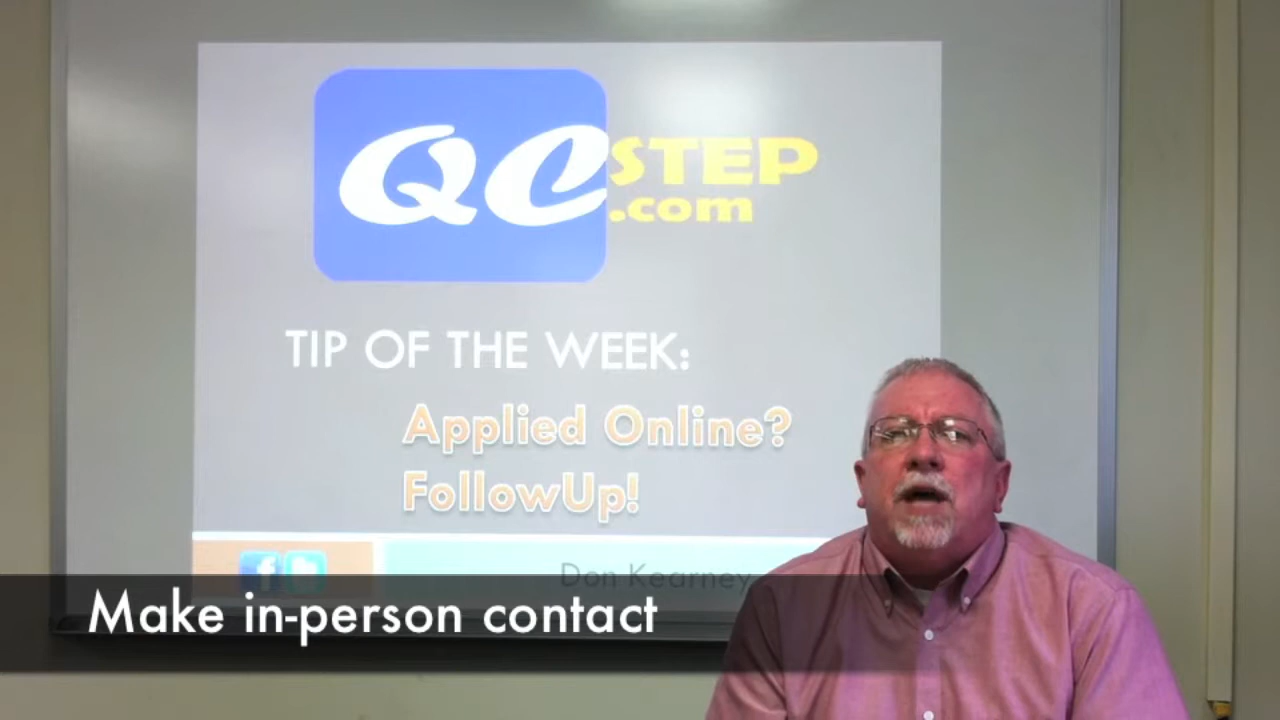 QC STEP
.com
TIP OF THE WEEK:
Applied Online?
FollowUp!
f t
Don Kearney
Make in-person contact